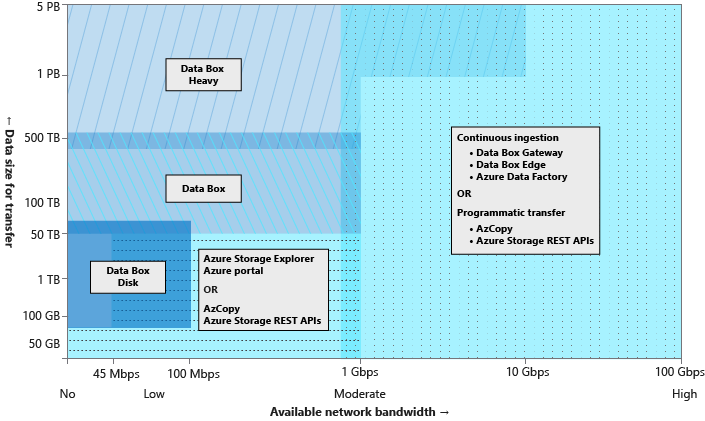 5 PB
1 PB
500 TB
100 TB
50 TB
1 TB
100 GB
50 GB
← Data size for transfer
Data Box
Heavy
Data Box
Data Box
Disk
Azure Storage Explorer
Azure portal
OR
AzCopy
Azure Storage REST APIs
Continuous ingestion
• Data Box Gateway
• Data Box Edge
• Azure Data Factory
OR
Programmatic transfer
• AzCopy
• Azure Storage REST APIs
45 Mbps
100 Mbps
1 Gbps
10 Gbps
100 Gbps
No
Low
Moderate
High
Available network bandwidth →